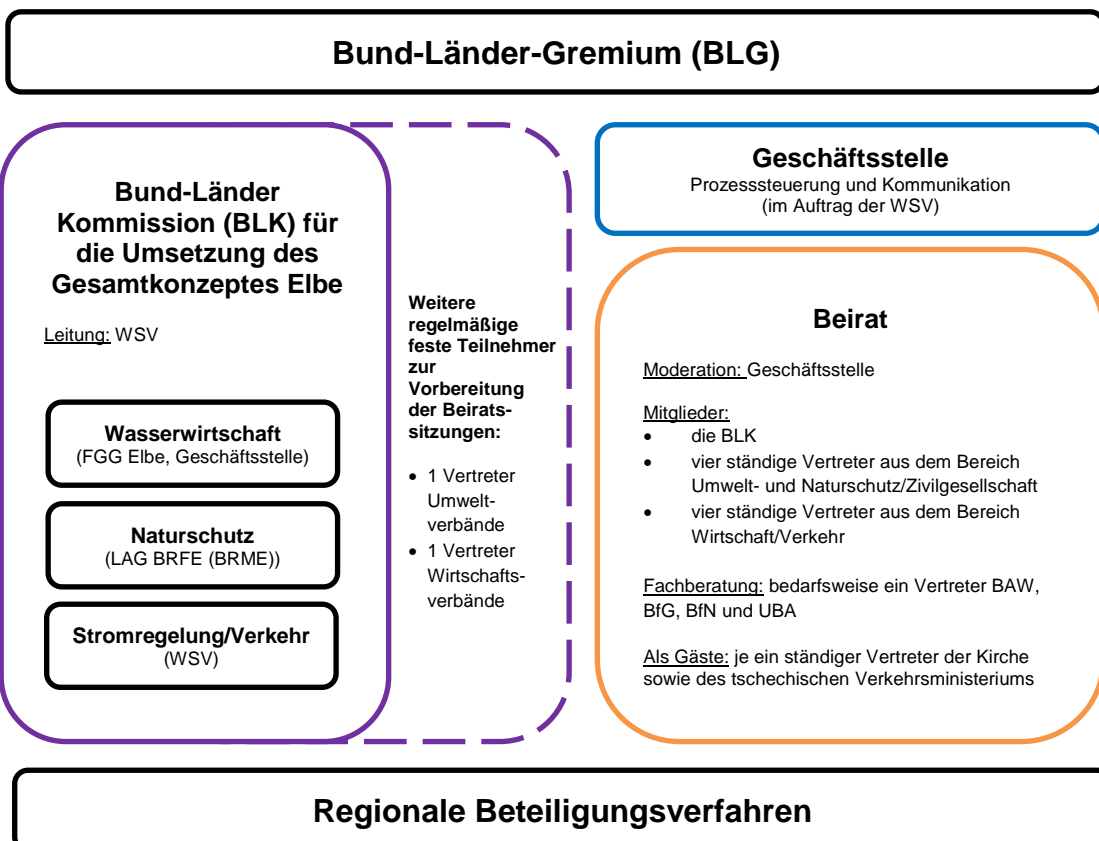 Bund-Länder-Gremium (BLG)
Bund-Länder
Kommission (BLK) für
die Umsetzung des
Gesamtkonzeptes Elbe
Leitung: WSV
Wasserwirtschaft
(FGG Elbe, Geschäftsstelle)
Naturschutz
(LAG BRFE (BRME))
Stromregelung/Verkehr
(WSV)
Weitere
regelmäßige
feste Teilnehmer
zur
Vorbereitung
der Beirats-
sitzungen:
• 1 Vertreter
Umwelt-
verbände
• 1 Vertreter
Wirtschafts-
verbände
Geschäftsstelle
Prozesssteuerung und Kommunikation
(im Auftrag der WSV)
Beirat
Moderation: Geschäftsstelle
Mitglieder:
• die BLK
• vier ständige Vertreter aus dem Bereich
Umwelt- und Naturschutz/Zivilgesellschaft
• vier ständige Vertreter aus dem Bereich
Wirtschaft/Verkehr
Fachberatung: bedarfsweise ein Vertreter BAW,
BfG, BfN und UBA
Als Gäste: je ein ständiger Vertreter der Kirche
sowie des tschechischen Verkehrsministeriums
Regionale Beteiligungsverfahren